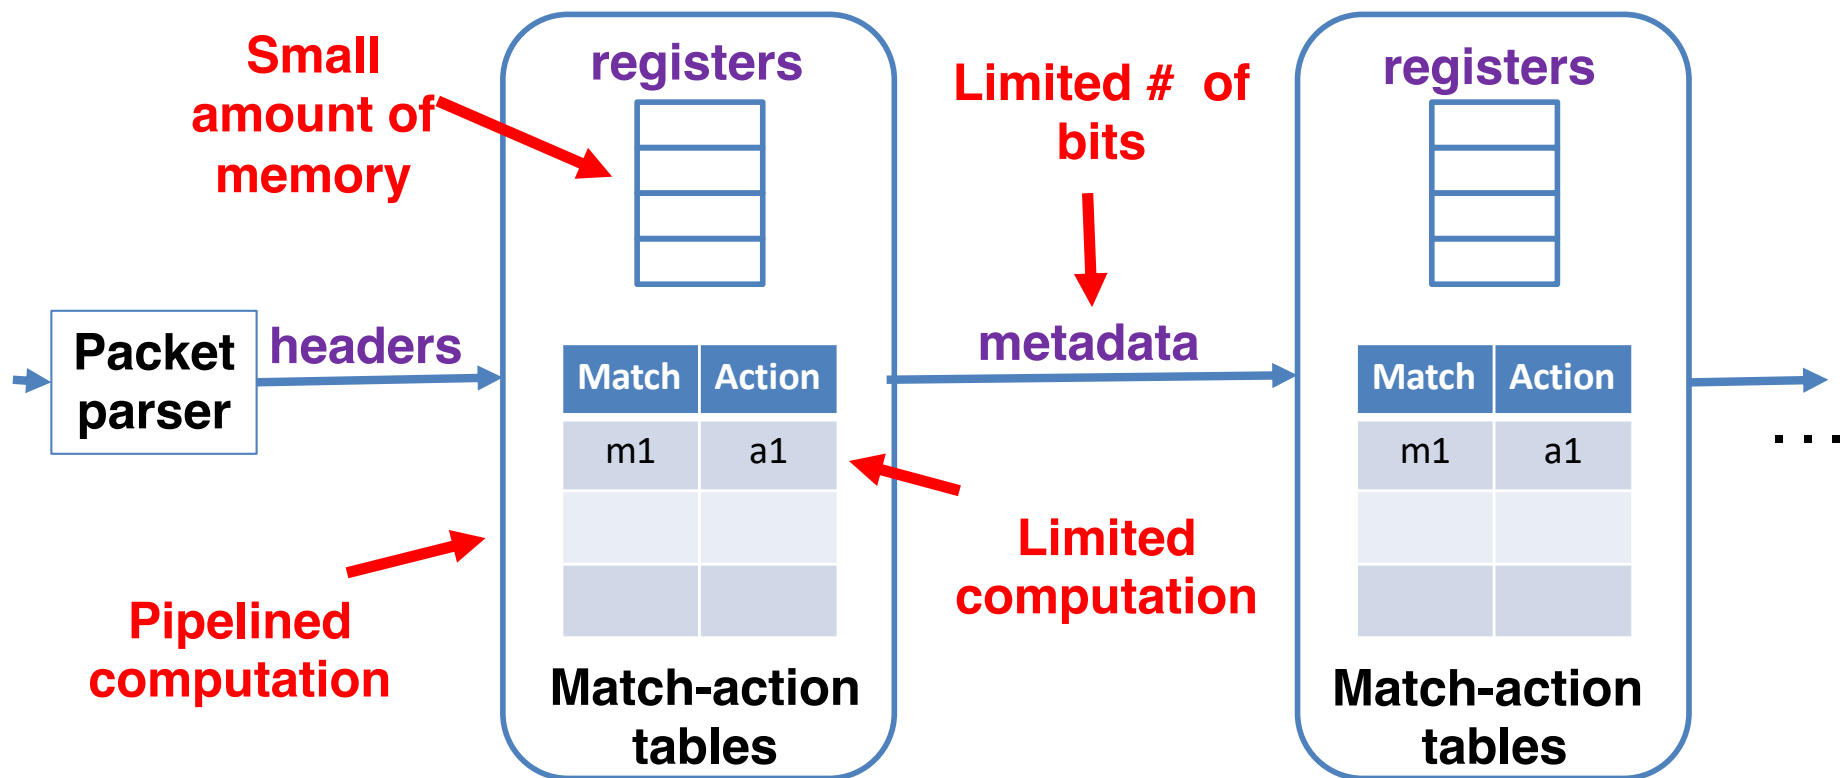 Small
amount of
memory
registers
Limited # of
bits
registers
Packet
parser
headers
metadata
Match Action
m1 a1
Match Action
m1 a1
. . .
Pipelined
computation
Limited
computation
Match-action
tables
Match-action
tables